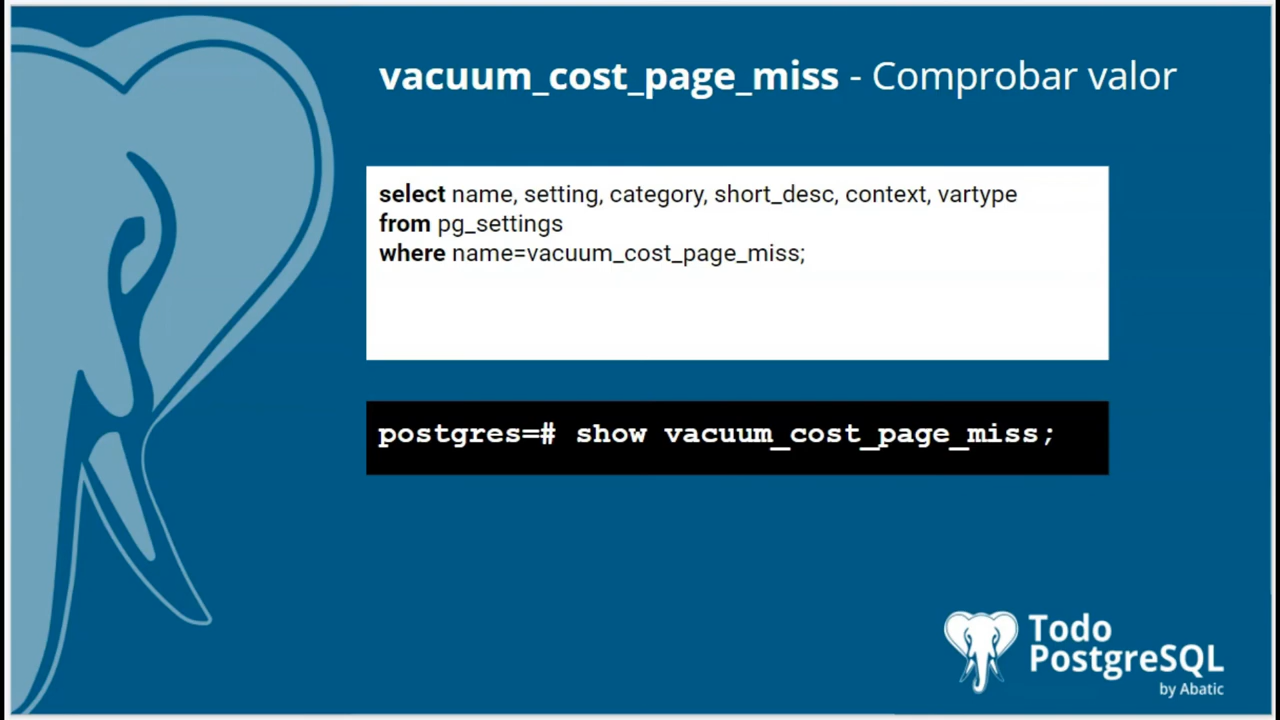 vacuum_cost_page_miss - Comprobar valor
select name, setting, category, short_desc, context, vartype
from pg_settings
where name=vacuum_cost_page_miss;
postgres=# show vacuum_cost_page_miss;
Todo
PostgreSQL
by Abatic